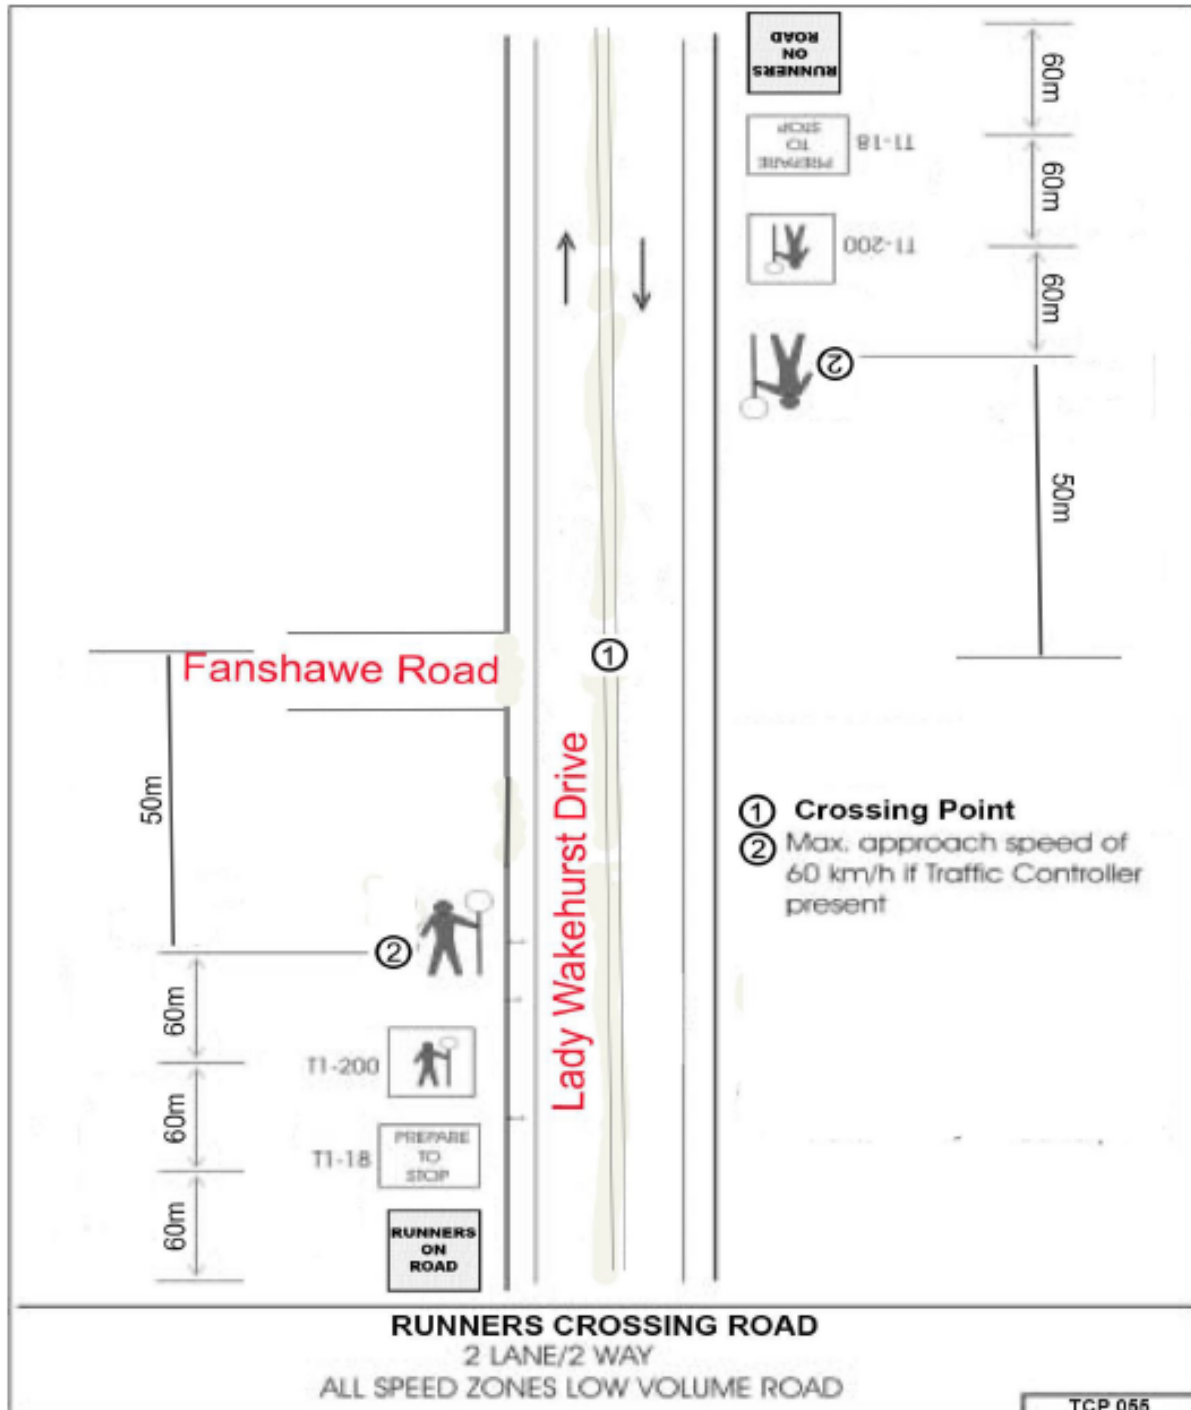 RUNNERS
ON
ROAD
60m
PREPARE
TO
STOP
T1-18
60m
T1-200
60m
2
50m
Fanshawe Road
1
50m
Lady Wakehurst Drive
1 Crossing Point
2 Max. approach speed of
60 km/h if Traffic Controller
present
2
60m
T1-200
60m
T1-18
PREPARE
TO
STOP
60m
RUNNERS
ON
ROAD
RUNNERS CROSSING ROAD
2 LANE/2 WAY
ALL SPEED ZONES LOW VOLUME ROAD
TCP 055